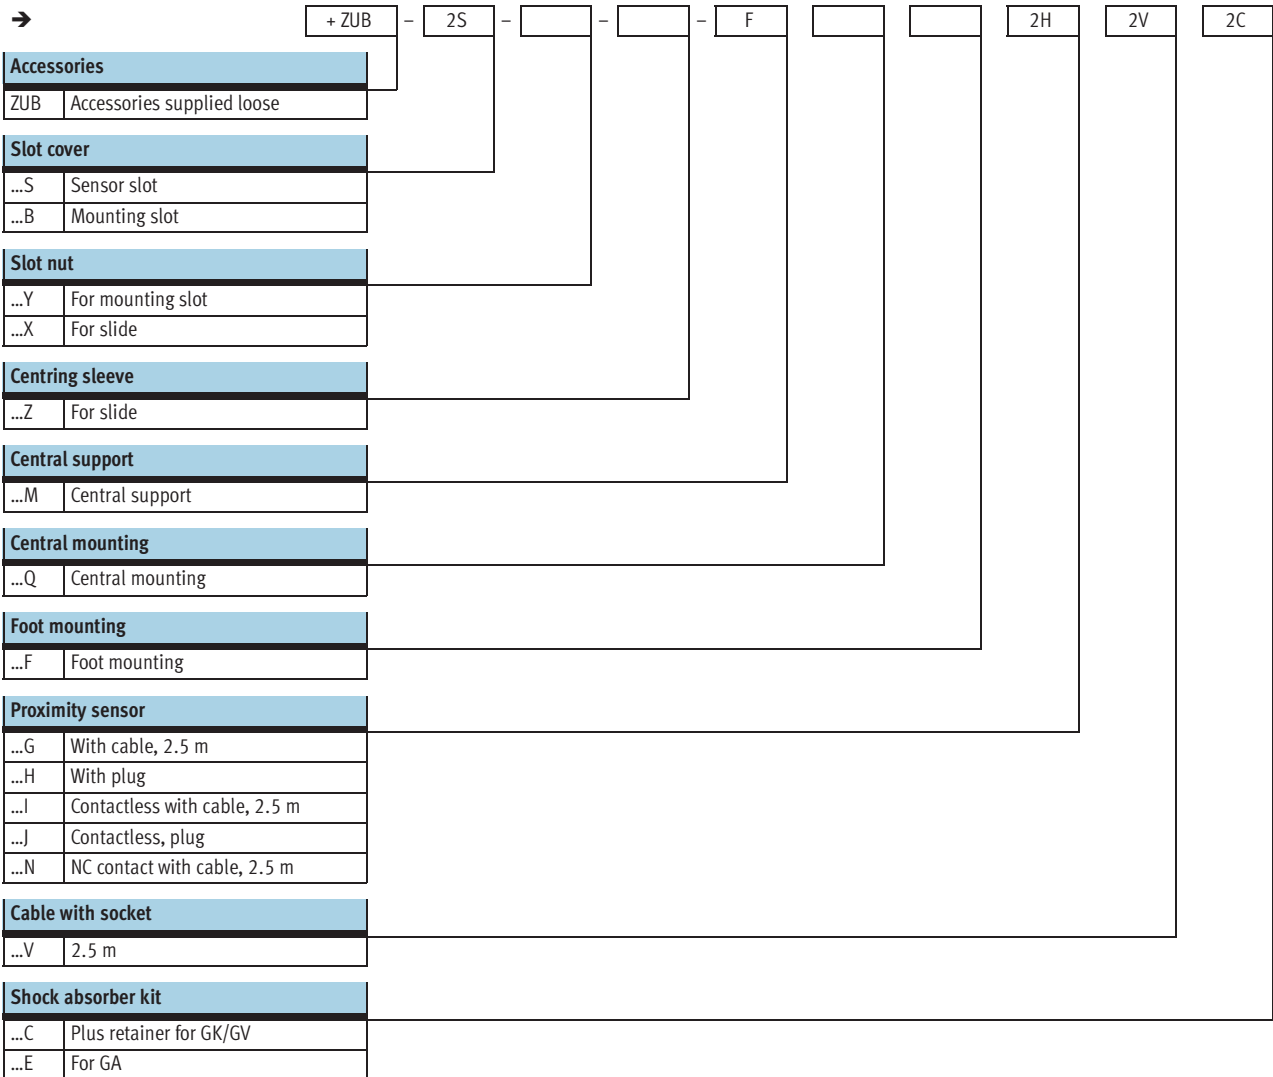 ➔ + ZUB – 2S – – – F 2H 2V 2C
Accessories
ZUB Accessories supplied loose
Slot cover
...S Sensor slot
...B Mounting slot
Slot nut
...Y For mounting slot
...X For slide
Centring sleeve
...Z For slide
Central support
...M Central support
Central mounting
...Q Central mounting
Foot mounting
...F Foot mounting
Proximity sensor
...G With cable, 2.5 m
...H With plug
...I Contactless with cable, 2.5 m
...J Contactless, plug
...N NC contact with cable, 2.5 m
Cable with socket
...V 2.5 m
Shock absorber kit
...C Plus retainer for GK/GV
...E For GA